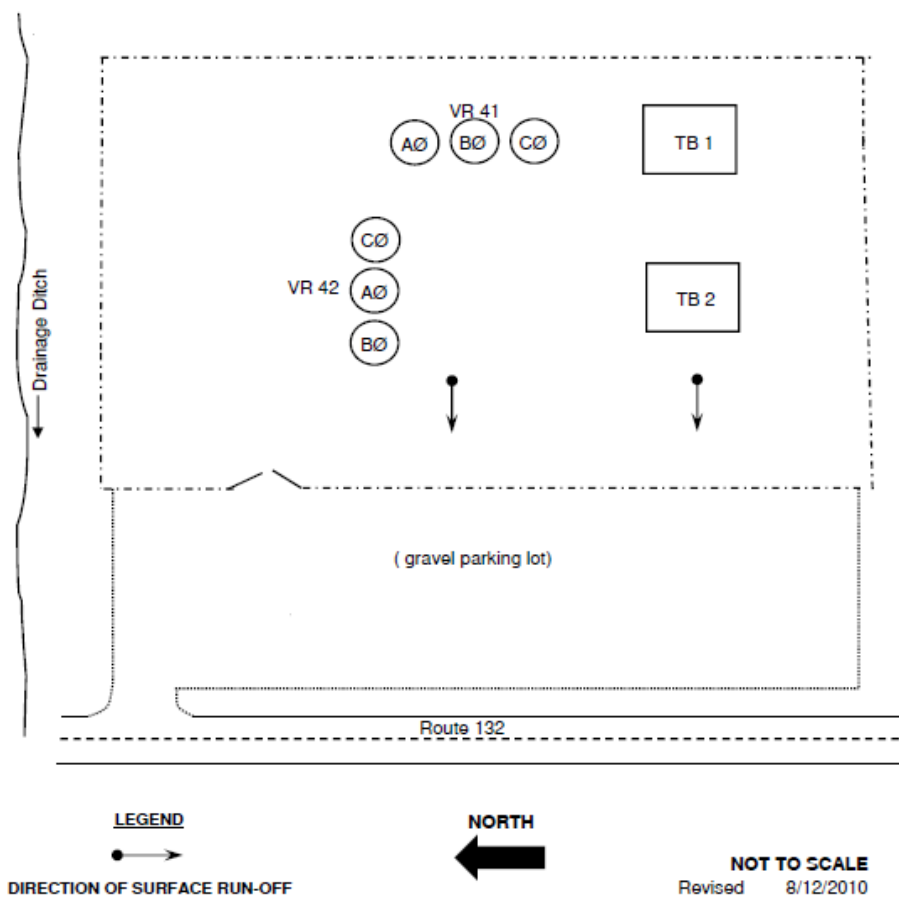 VR 41
AØ
BØ
CØ
TB 1
CØ
VR 42
AØ
BØ
TB 2
Drainage Ditch
( gravel parking lot)
Route 132
LEGEND
DIRECTION OF SURFACE RUN-OFF
NORTH
NOT TO SCALE
Revised 8/12/2010